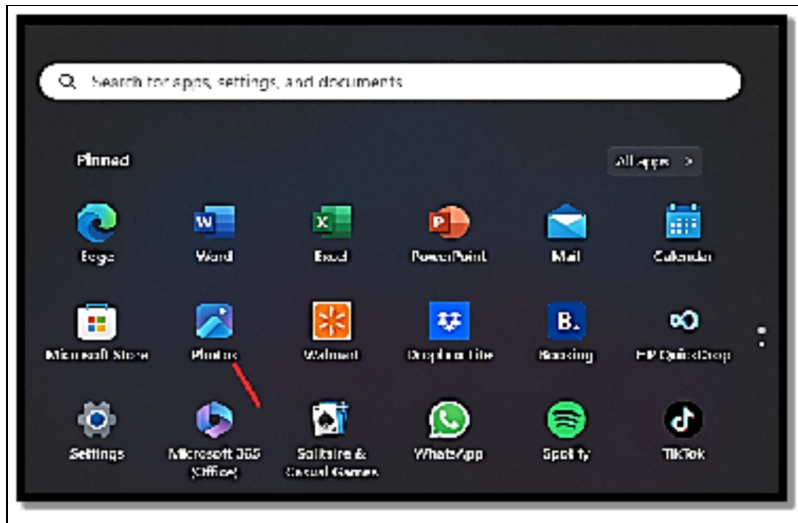 Search for apps, settings, and documents
Pinned
All apps >
Edge
Word
Excel
PowerPoint
Mail
Calendar
Microsoft Store
Photos
Walmart
Dropbox Lite
B.
Booking
HP QuickDrop
Settings
Microsoft 365
(Office)
Solitaire &
Casual Games
WhatsApp
Spotify
TikTok